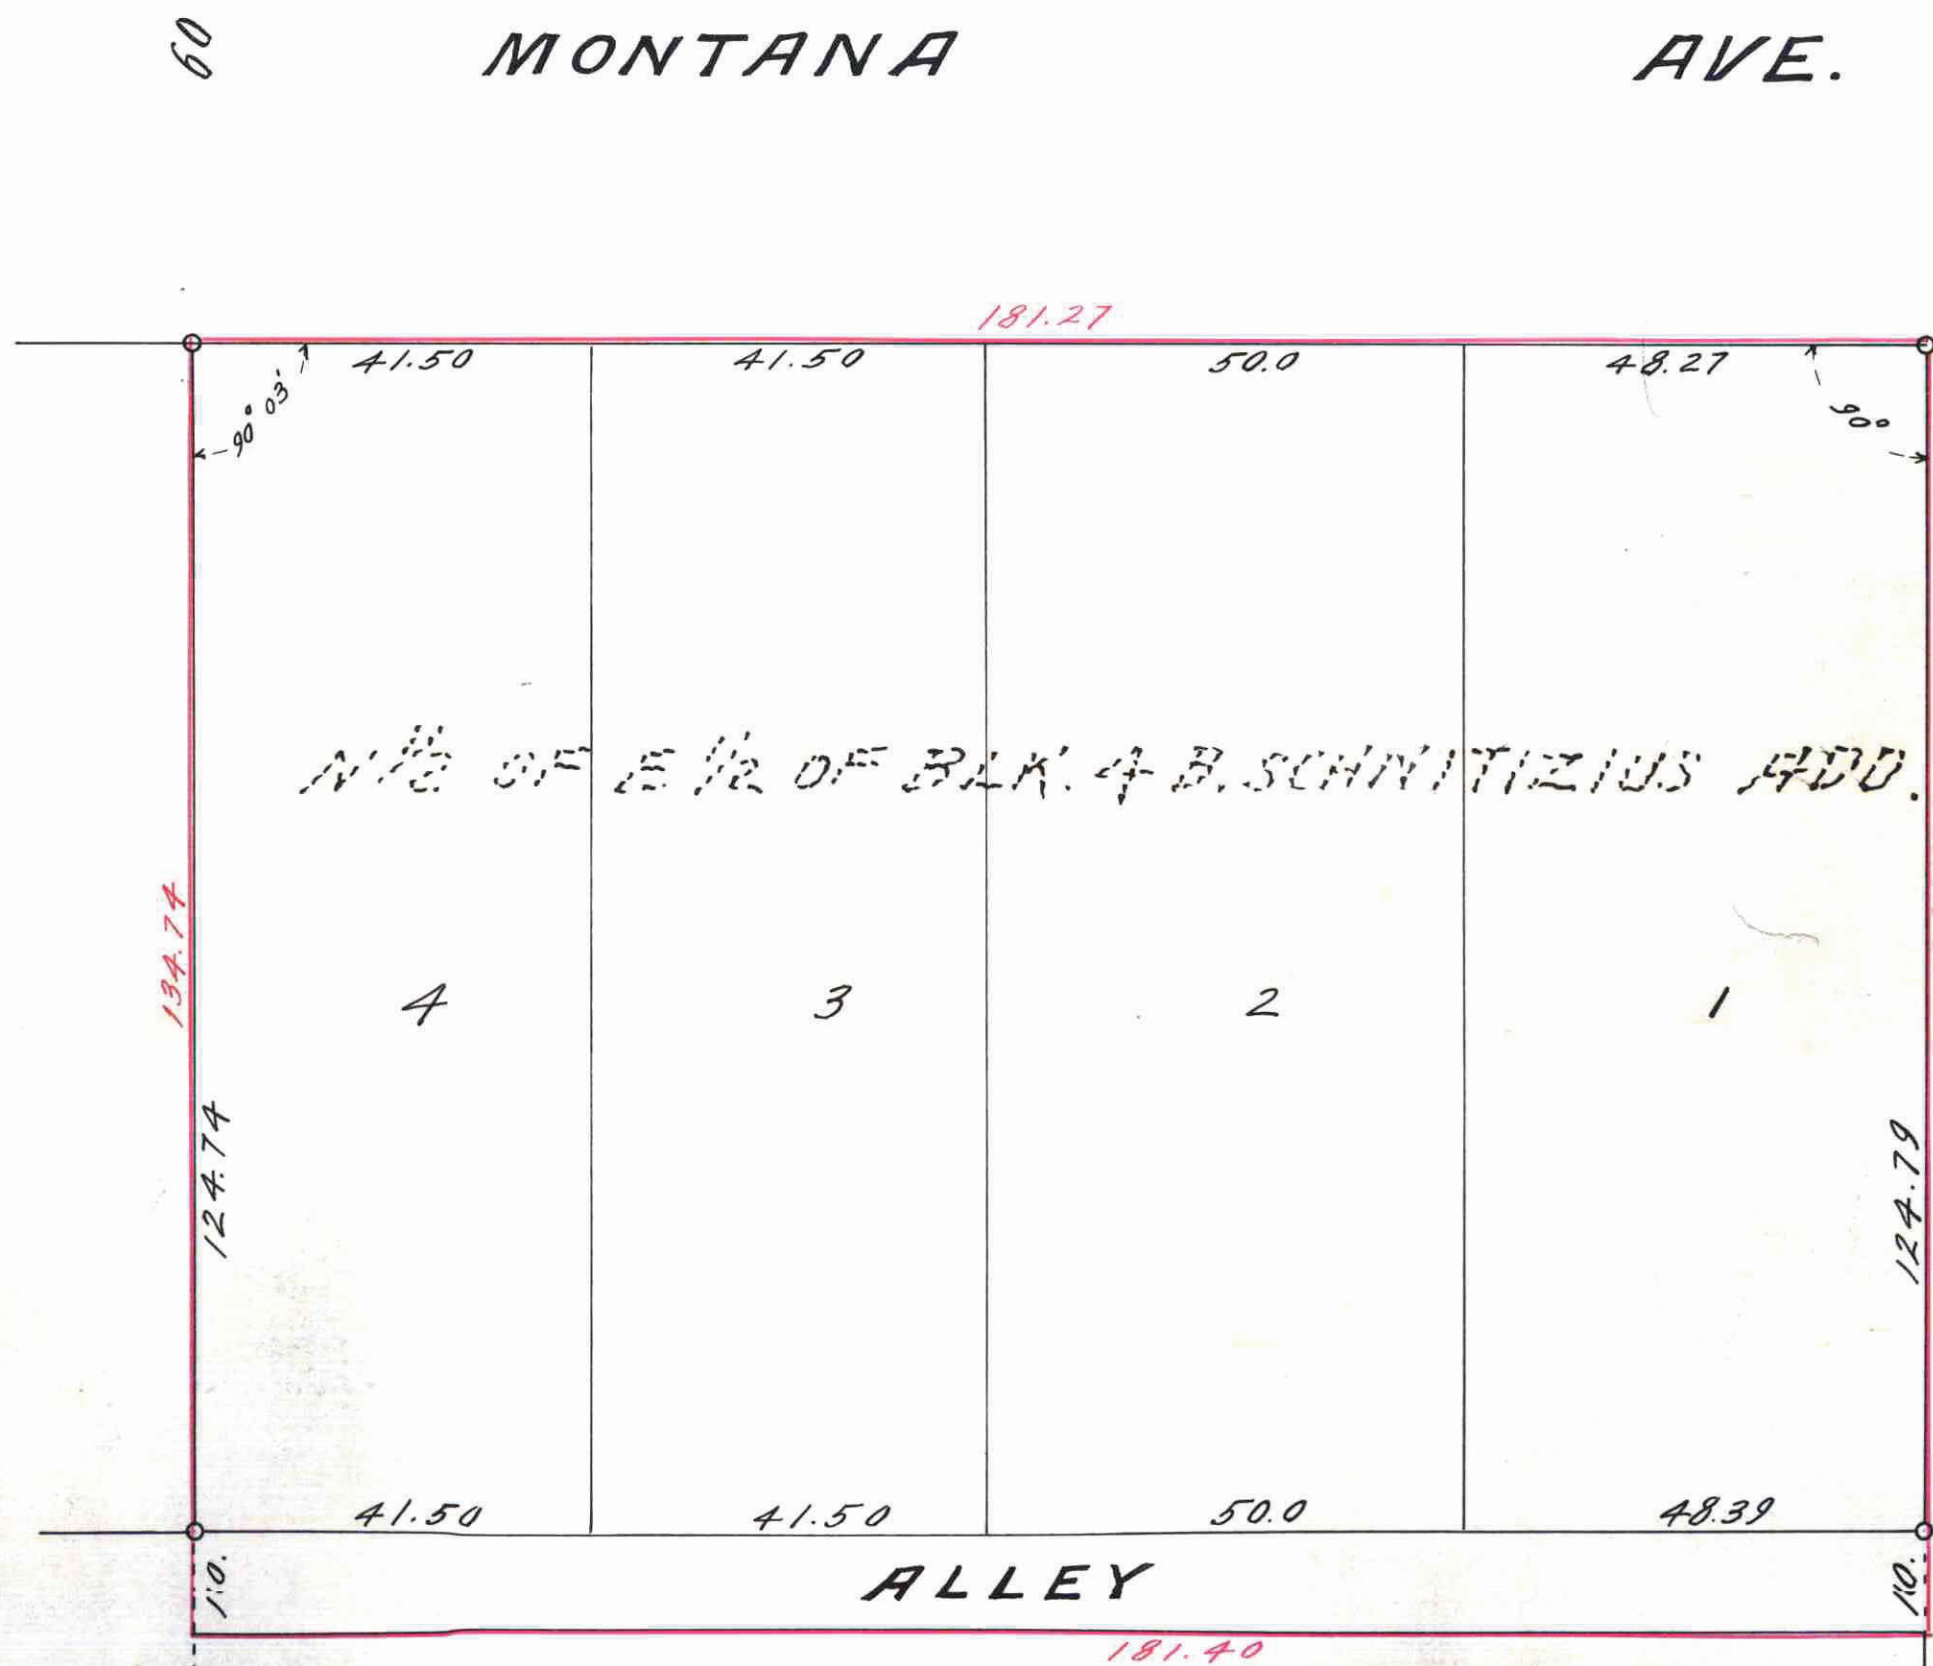 60 MONTANA AVE.
181.27
41.50 41.50 50.0 48.27
90° 03' 90°
N 1/2 OF E 1/2 OF BLK. 4 B. SCHNITIZIUS ADD.
134.74
4 3 2 1
124.74 124.79
41.50 41.50 50.0 48.39
10. ALLEY 10.
181.40